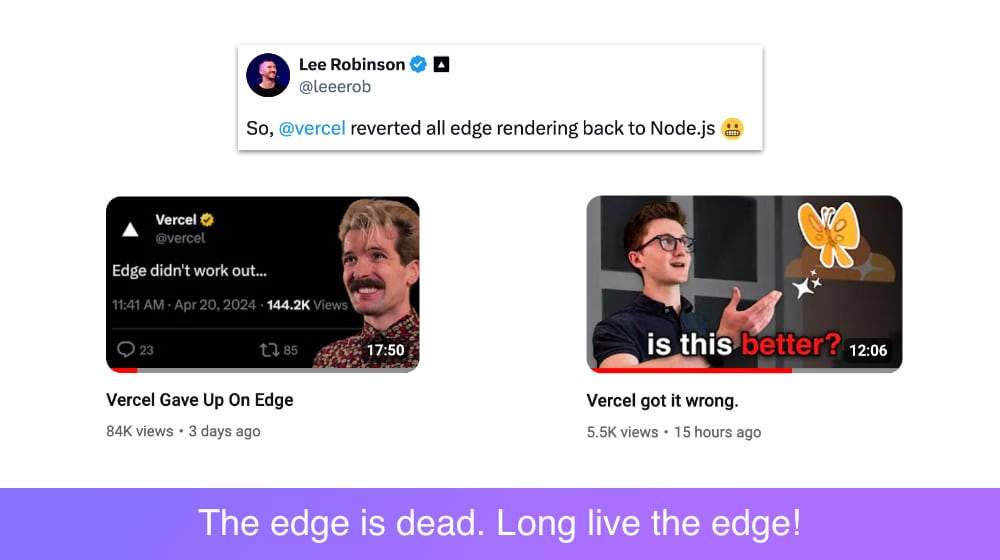 Lee Robinson
@leeerob
So, @vercel reverted all edge rendering back to Node.js 😬
Vercel
@vercel
Edge didn't work out...
11:41 AM · Apr 20, 2024 · 144.2K Views
23 85
17:50
Vercel Gave Up On Edge
84K views • 3 days ago
is this better?
12:06
Vercel got it wrong.
5.5K views • 15 hours ago
The edge is dead. Long live the edge!